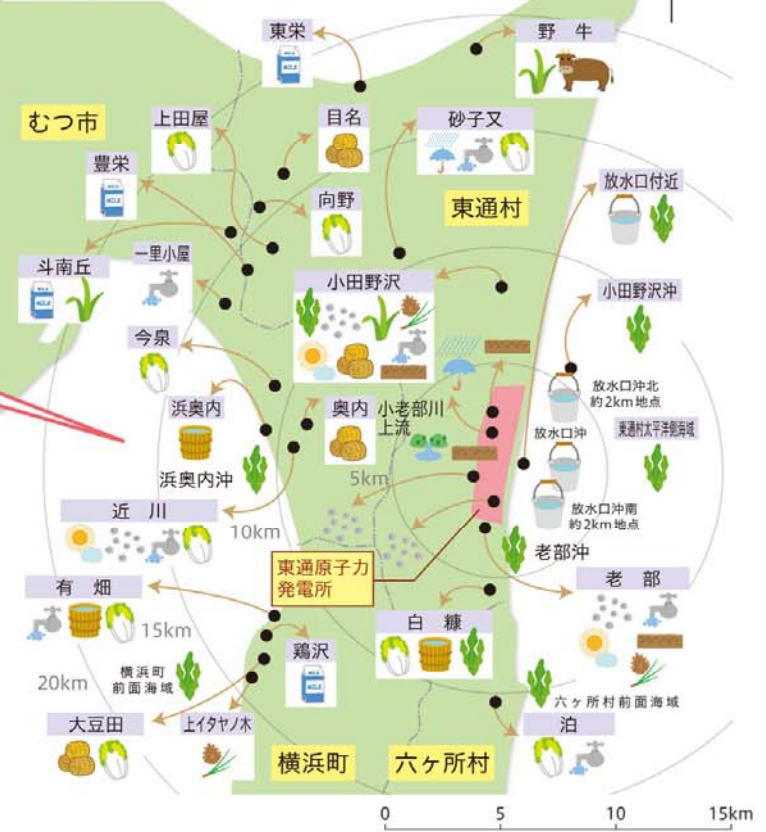 東栄
野 牛
むつ市
上田屋
目名
砂子又
豊栄
向野
東通村
放水口付近
斗南丘
一里小屋
小田野沢
小田野沢沖
今泉
浜奥内
奥内
小老部川
上流
放水口沖北
約2km地点
放水口沖
東通村太平洋側海域
浜奥内沖
5km
放水口沖南
約2km地点
近 川
10km
老部沖
東通原子力
発電所
有 畑
老 部
15km
白 糠
鶏沢
20km
横浜町
前面海域
六ヶ所村前面海域
大豆田
上イタヤノ木
泊
横浜町
六ヶ所村
0
5
10
15km
MILK
MILK
MILK
MILK